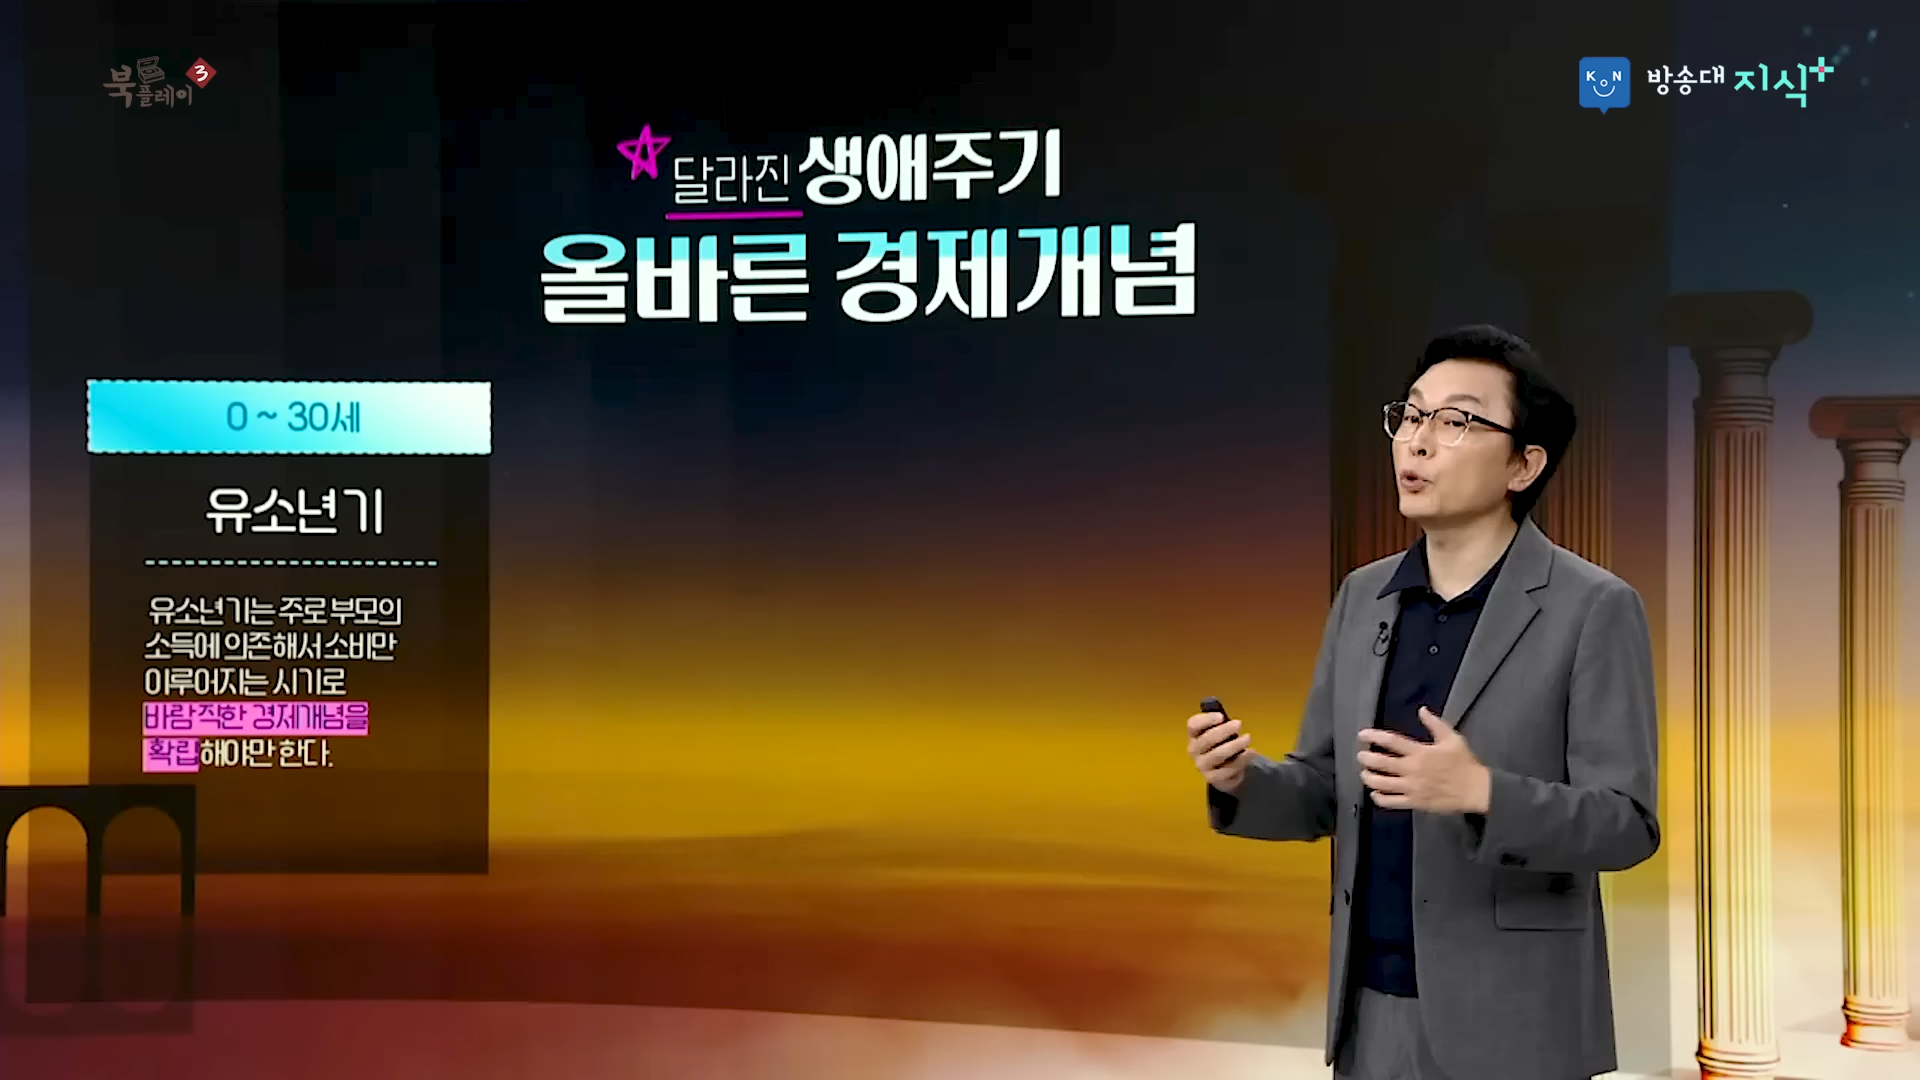 북플레이 3
KON 방송대 지식+
달라진 생애주기
올바른 경제개념
0 ~ 30세
유소년기
유소년기는 주로 부모의
소득에 의존해서 소비만
이루어지는 시기로
바람직한 경제개념을
확립해야만 한다.